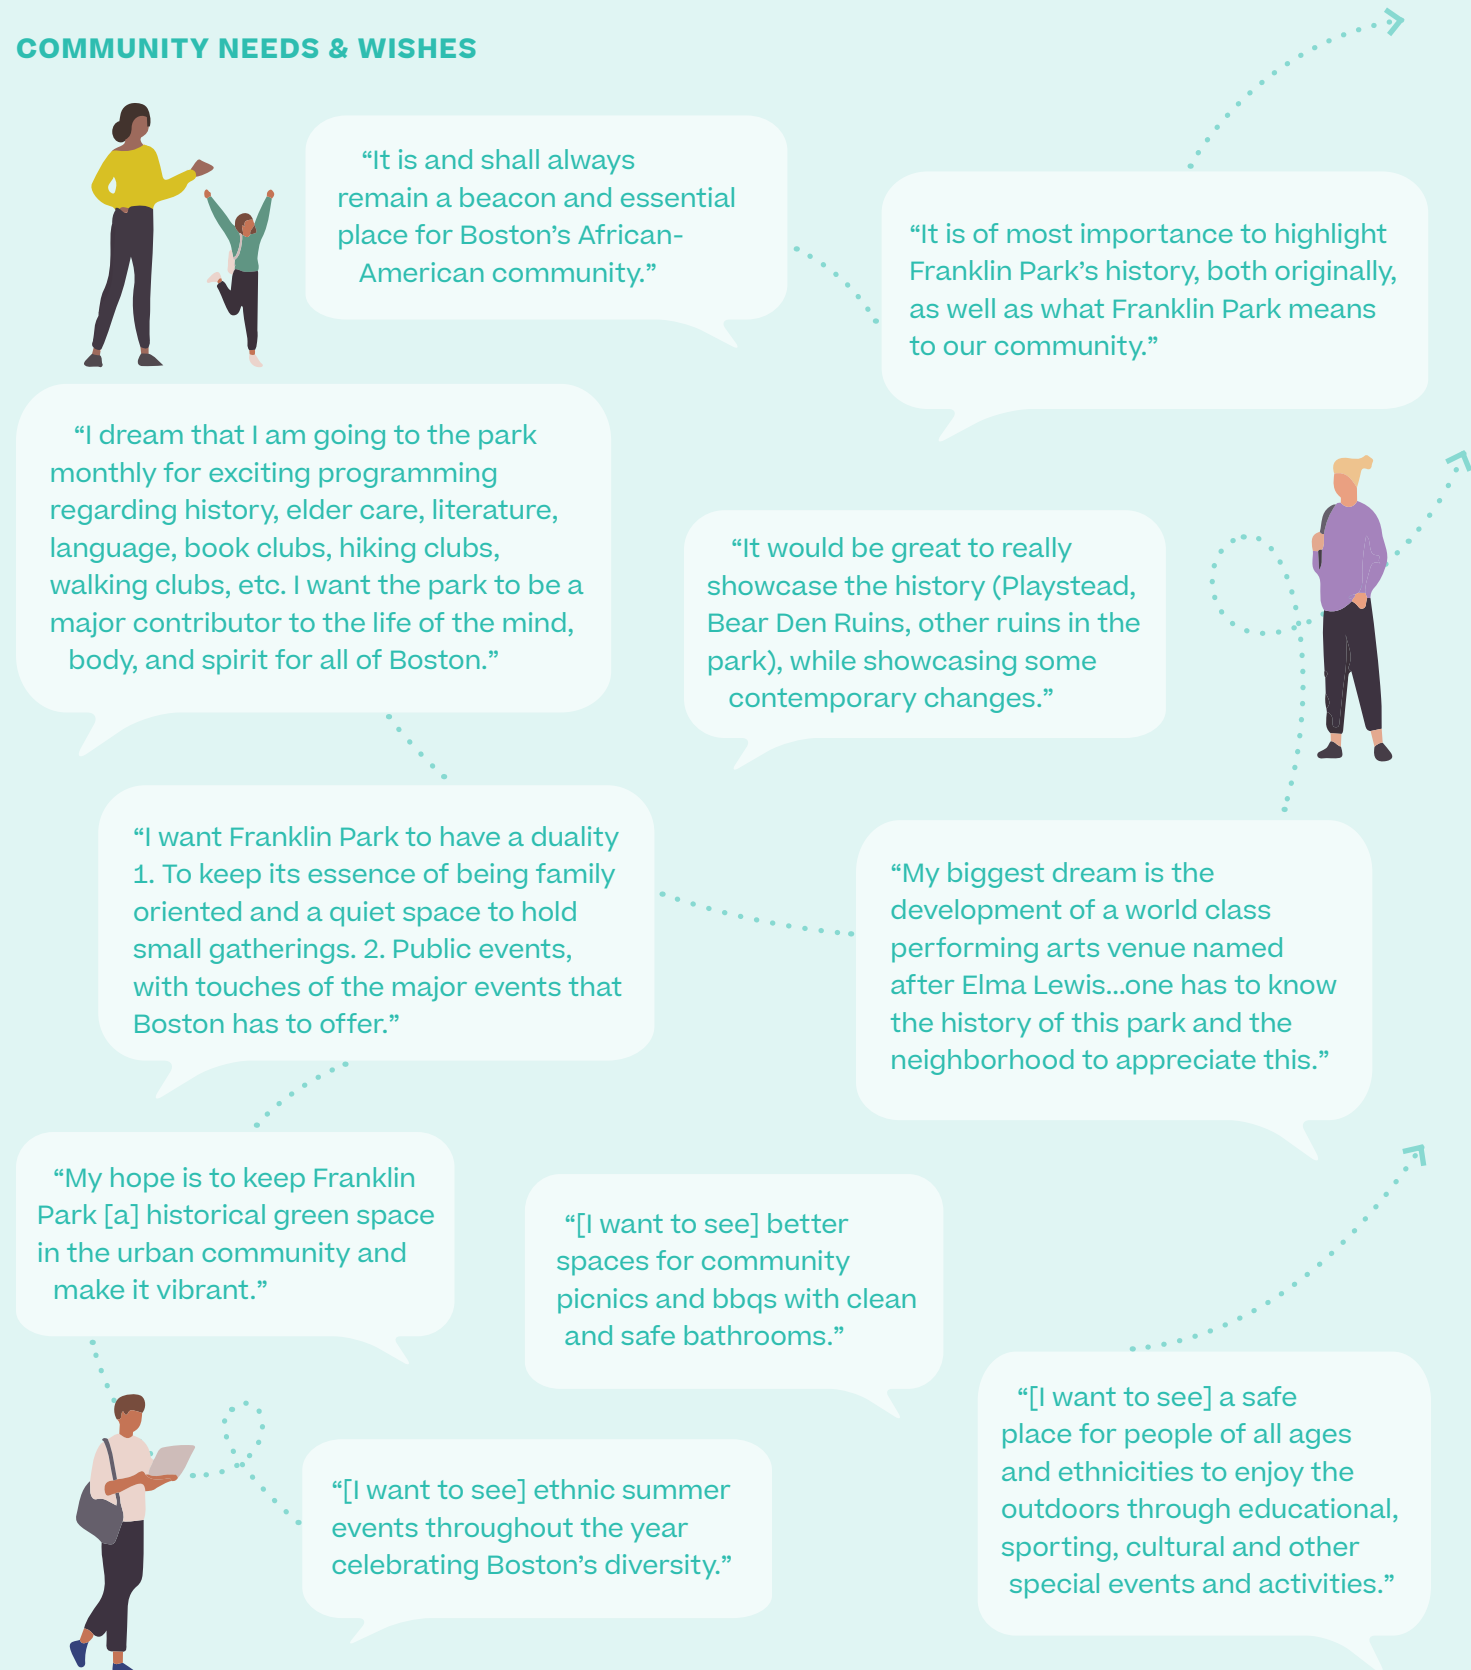 COMMUNITY NEEDS & WISHES
“It is and shall always
remain a beacon and essential
place for Boston’s African-
American community.”
“It is of most importance to highlight
Franklin Park’s history, both originally,
as well as what Franklin Park means
to our community.”
“I dream that I am going to the park
monthly for exciting programming
regarding history, elder care, literature,
language, book clubs, hiking clubs,
walking clubs, etc. I want the park to be a
major contributor to the life of the mind,
body, and spirit for all of Boston.”
“It would be great to really
showcase the history (Playstead,
Bear Den Ruins, other ruins in the
park), while showcasing some
contemporary changes.”
“I want Franklin Park to have a duality
1. To keep its essence of being family
oriented and a quiet space to hold
small gatherings. 2. Public events,
with touches of the major events that
Boston has to offer.”
“My biggest dream is the
development of a world class
performing arts venue named
after Elma Lewis...one has to know
the history of this park and the
neighborhood to appreciate this.”
“My hope is to keep Franklin
Park [a] historical green space
in the urban community and
make it vibrant.”
“[I want to see] better
spaces for community
picnics and bbqs with clean
and safe bathrooms.”
“[I want to see] a safe
place for people of all ages
and ethnicities to enjoy the
outdoors through educational,
sporting, cultural and other
special events and activities.”
“[I want to see] ethnic summer
events throughout the year
celebrating Boston’s diversity.”